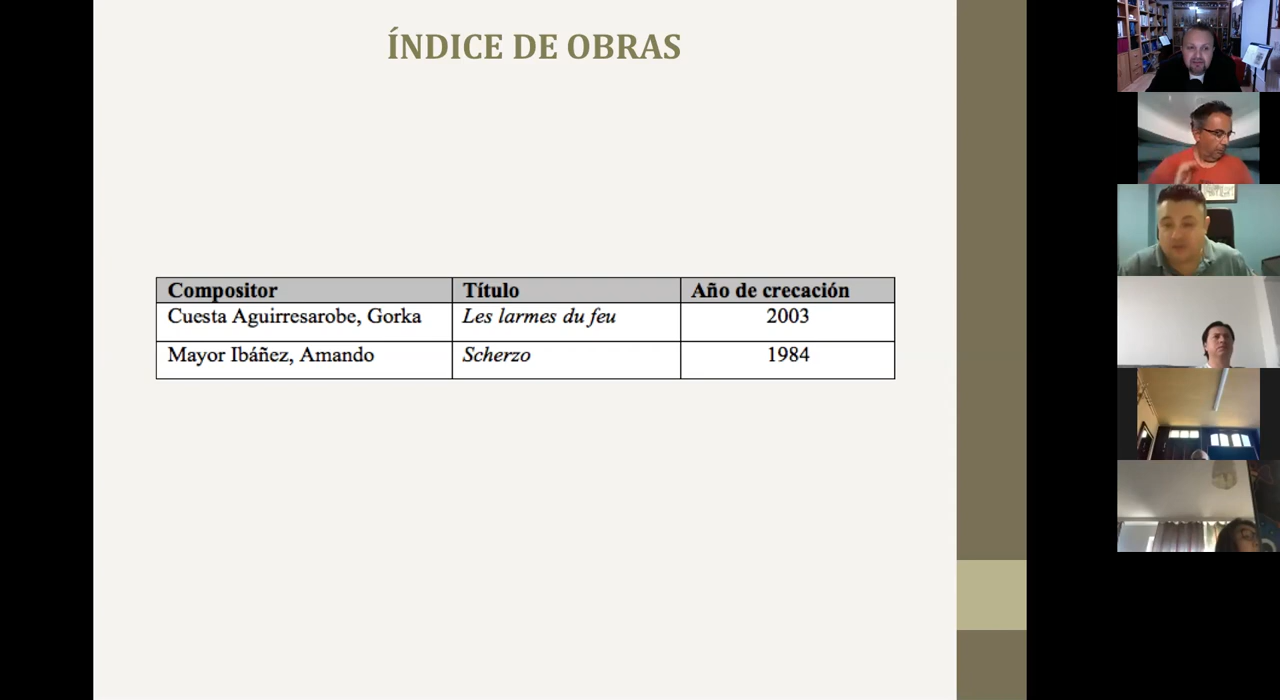 ÍNDICE DE OBRAS
Compositor Título Año de crecación
Cuesta Aguirresarobe, Gorka Les larmes du feu 2003
Mayor Ibáñez, Amando Scherzo 1984